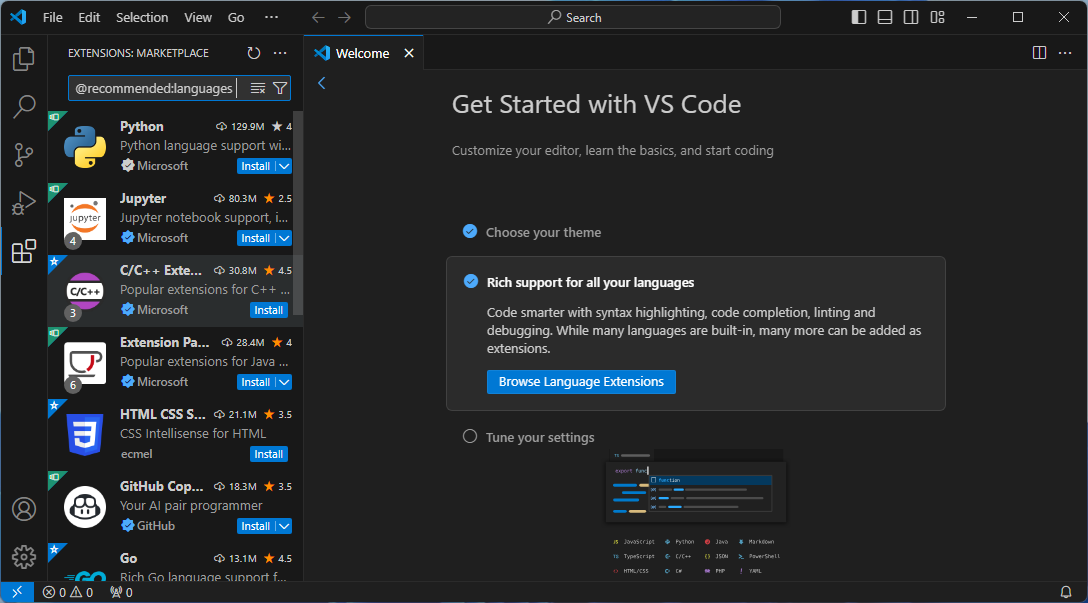 File Edit Selection View Go ···
Search
EXTENSIONS: MARKETPLACE
@recommended:languages
Python 129.9M 4
Python language support wi...
Microsoft Install
Jupyter 80.3M 2.5
Jupyter notebook support, i...
Microsoft Install
jupyter
4
C/C++ Exte... 30.8M 4.5
Popular extensions for C++ ...
Microsoft Install
C/C++
3
Extension Pa... 28.4M 4
Popular extensions for Java ...
Microsoft Install
6
HTML CSS S... 21.1M 3.5
CSS Intellisense for HTML
ecmel Install
GitHub Cop... 18.3M 3.5
Your AI pair programmer
GitHub Install
Go 13.1M 4.5
Rich Go language support f...
GO
0 0 0
Welcome
Get Started with VS Code
Customize your editor, learn the basics, and start coding
Choose your theme
Rich support for all your languages
Code smarter with syntax highlighting, code completion, linting and
debugging. While many languages are built-in, many more can be added as
extensions.
Browse Language Extensions
Tune your settings
TS
export func
function
JS JavaScript Python Java Markdown
TS TypeScript C/C++ {} JSON PowerShell
<> HTML/CSS C# PHP ! YAML